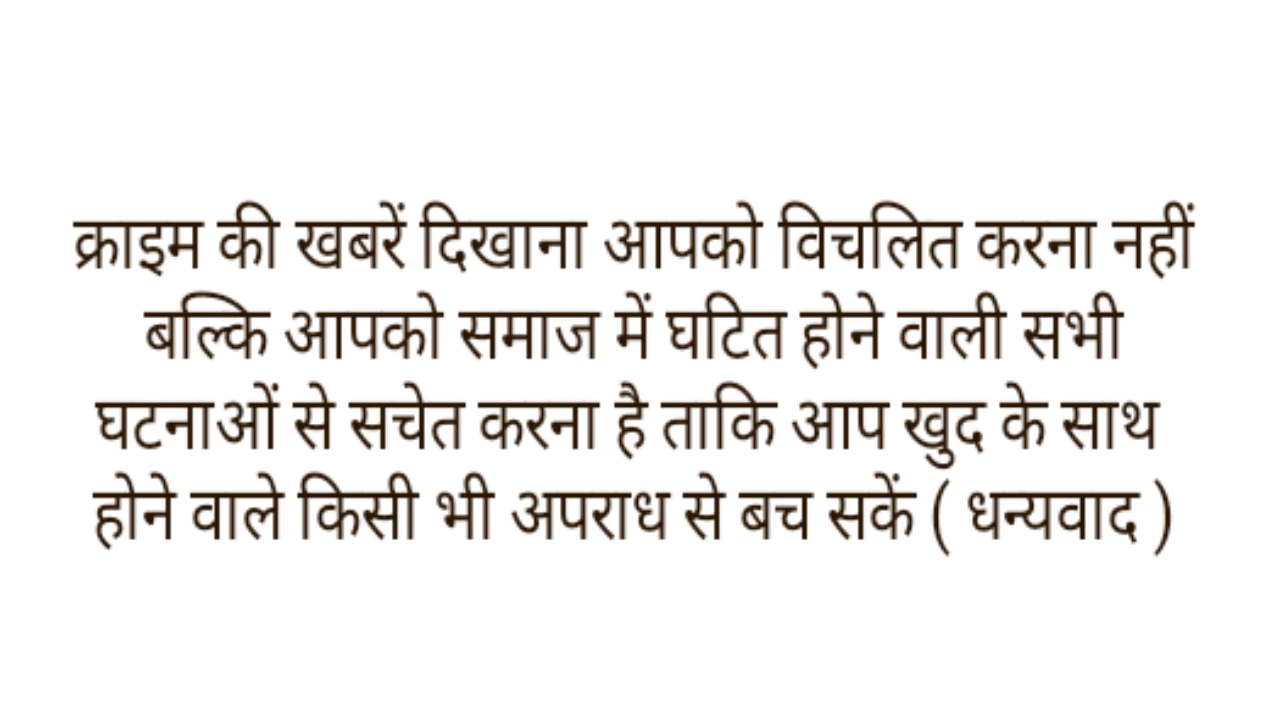 क्राइम की खबरें दिखाना आपको विचलित करना नहीं
बल्कि आपको समाज में घटित होने वाली सभी
घटनाओं से सचेत करना है ताकि आप खुद के साथ
होने वाले किसी भी अपराध से बच सकें ( धन्यवाद )